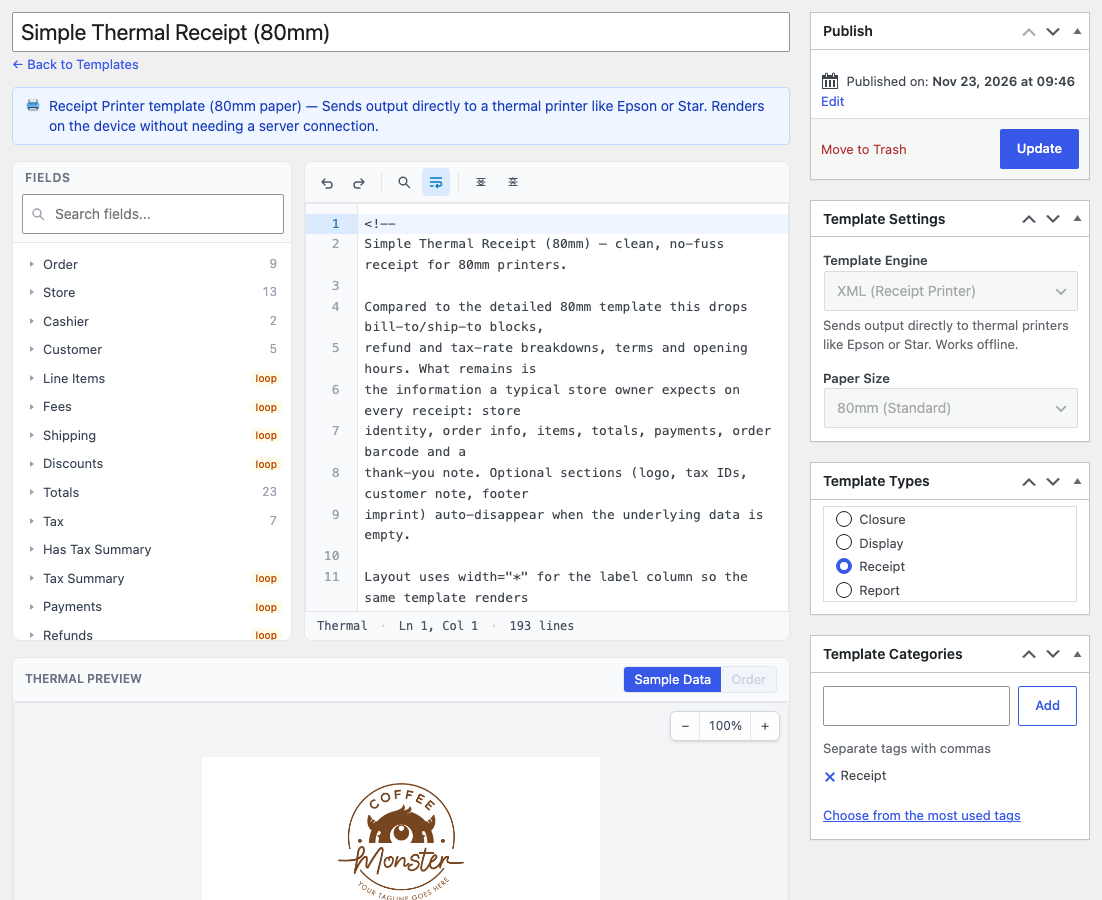 Simple Thermal Receipt (80mm)
← Back to Templates
Receipt Printer template (80mm paper) — Sends output directly to a thermal printer like Epson or Star. Renders
on the device without needing a server connection.
FIELDS
Search fields...
Order 9
Store 13
Cashier 2
Customer 5
Line Items loop
Fees loop
Shipping loop
Discounts loop
Totals 23
Tax 7
Has Tax Summary
Tax Summary loop
Payments loop
Refunds loop
1 <!--
2 Simple Thermal Receipt (80mm) — clean, no-fuss
receipt for 80mm printers.
3
4 Compared to the detailed 80mm template this drops
bill-to/ship-to blocks,
5 refund and tax-rate breakdowns, terms and opening
hours. What remains is
6 the information a typical store owner expects on
every receipt: store
7 identity, order info, items, totals, payments, order
barcode and a
8 thank-you note. Optional sections (logo, tax IDs,
customer note, footer
9 imprint) auto-disappear when the underlying data is
empty.
10
11 Layout uses width="*" for the label column so the
same template renders
Thermal · Ln 1, Col 1 · 193 lines
THERMAL PREVIEW
Sample Data Order
− 100% +
COFFEE
Monster
YOUR TAGLINE GOES HERE
Publish
Published on: Nov 23, 2026 at 09:46
Edit
Move to Trash
Update
Template Settings
Template Engine
XML (Receipt Printer)
Sends output directly to thermal printers
like Epson or Star. Works offline.
Paper Size
80mm (Standard)
Template Types
Closure
Display
Receipt
Report
Template Categories
Add
Separate tags with commas
Receipt
Choose from the most used tags